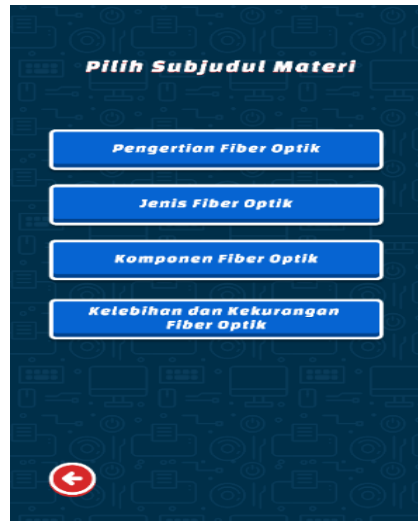 Pilih Subjudul Materi
Pengertian Fiber Optik
Jenis Fiber Optik
Komponen Fiber Optik
Kelebihan dan Kekurangan
Fiber Optik